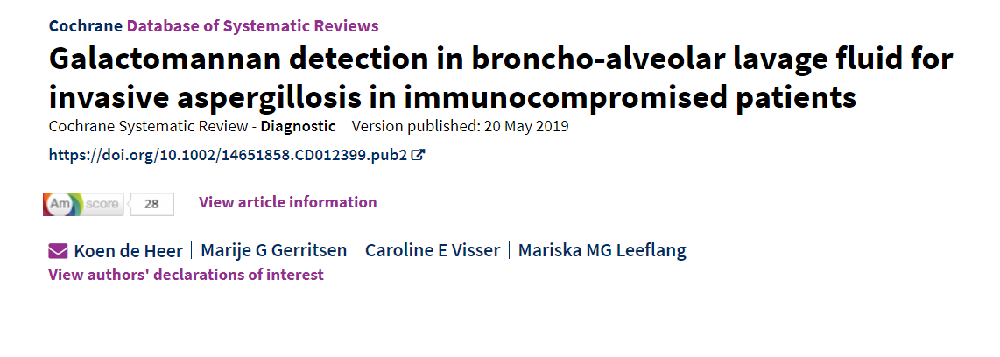 Cochrane Database of Systematic Reviews
Galactomannan detection in broncho-alveolar lavage fluid for
invasive aspergillosis in immunocompromised patients
Cochrane Systematic Review - Diagnostic | Version published: 20 May 2019
https://doi.org/10.1002/14651858.CD012399.pub2
Am score 28 View article information
Koen de Heer | Marije G Gerritsen | Caroline E Visser | Mariska MG Leeflang
View authors' declarations of interest